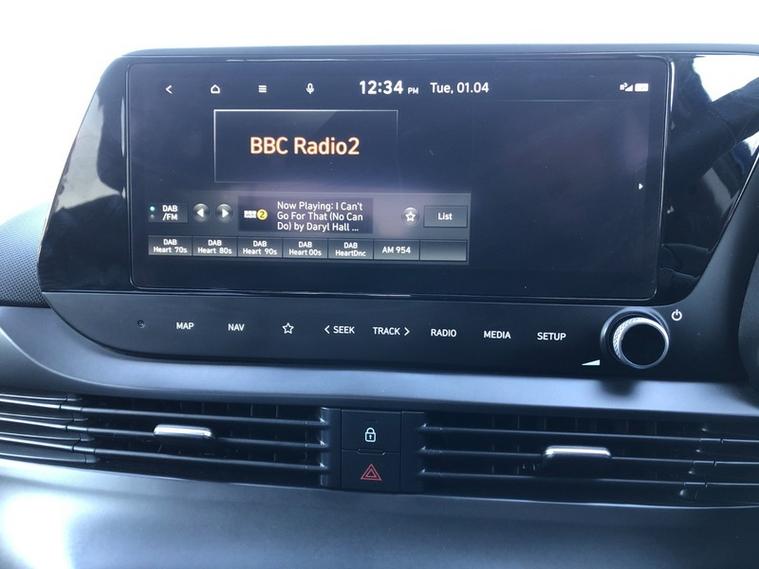 12:34 PM Tue, 01.04
BBC Radio2
DAB
/FM
2
Now Playing: I Can't
Go For That (No Can
Do) by Daryl Hall ...
List
DAB
Heart 70s
DAB
Heart 80s
DAB
Heart 90s
DAB
Heart 00s
DAB
HeartDnc
AM 954
MAP
NAV
< SEEK
TRACK >
RADIO
MEDIA
SETUP